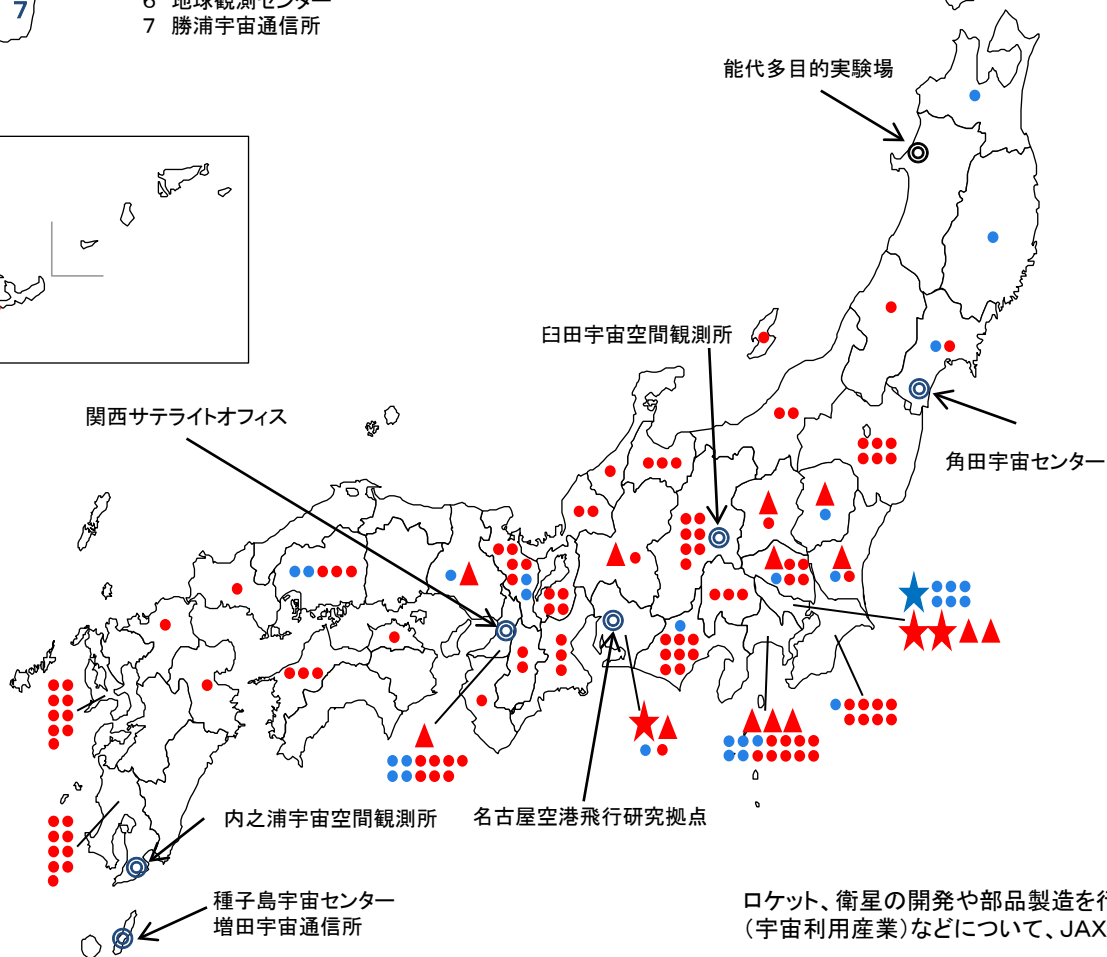 7
6 地球観測センター
7 勝浦宇宙通信所
能代多目的実験場
臼田宇宙空間観測所
関西サテライトオフィス
角田宇宙センター
内之浦宇宙空間観測所
名古屋空港飛行研究拠点
種子島宇宙センター
増田宇宙通信所
ロケット、衛星の開発や部品製造を行
(宇宙利用産業)などについて、JAX